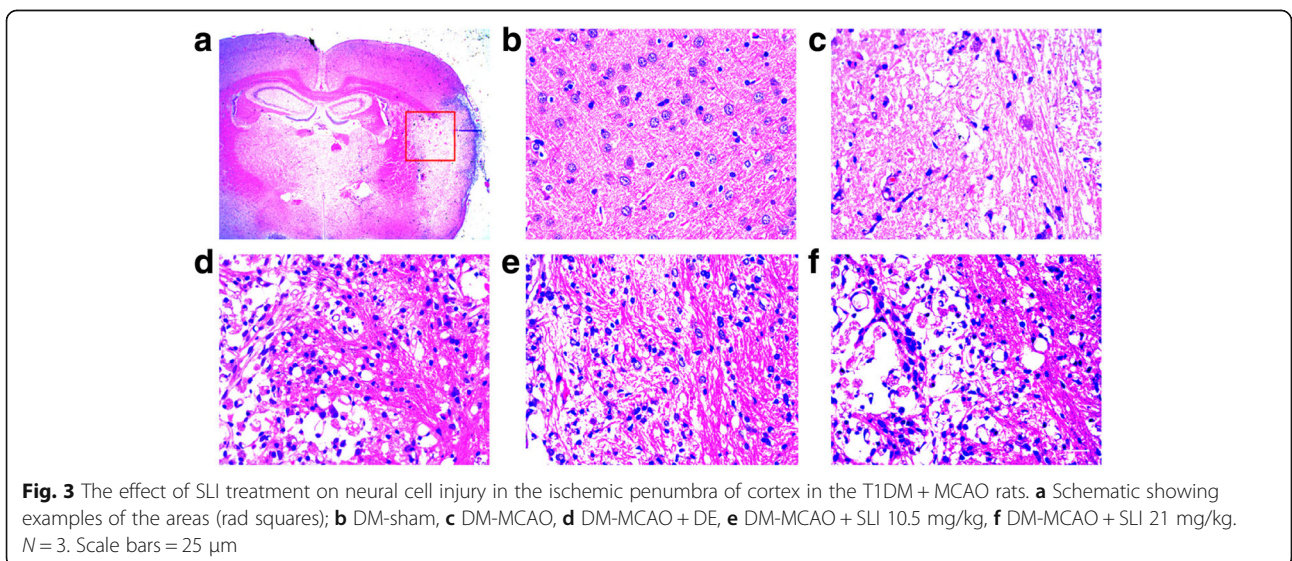 a
b
c
d
e
f
Fig. 3 The effect of SLI treatment on neural cell injury in the ischemic penumbra of cortex in the T1DM + MCAO rats. a Schematic showing
examples of the areas (rad squares); b DM-sham, c DM-MCAO, d DM-MCAO + DE, e DM-MCAO + SLI 10.5 mg/kg, f DM-MCAO + SLI 21 mg/kg.
N = 3. Scale bars = 25 μm